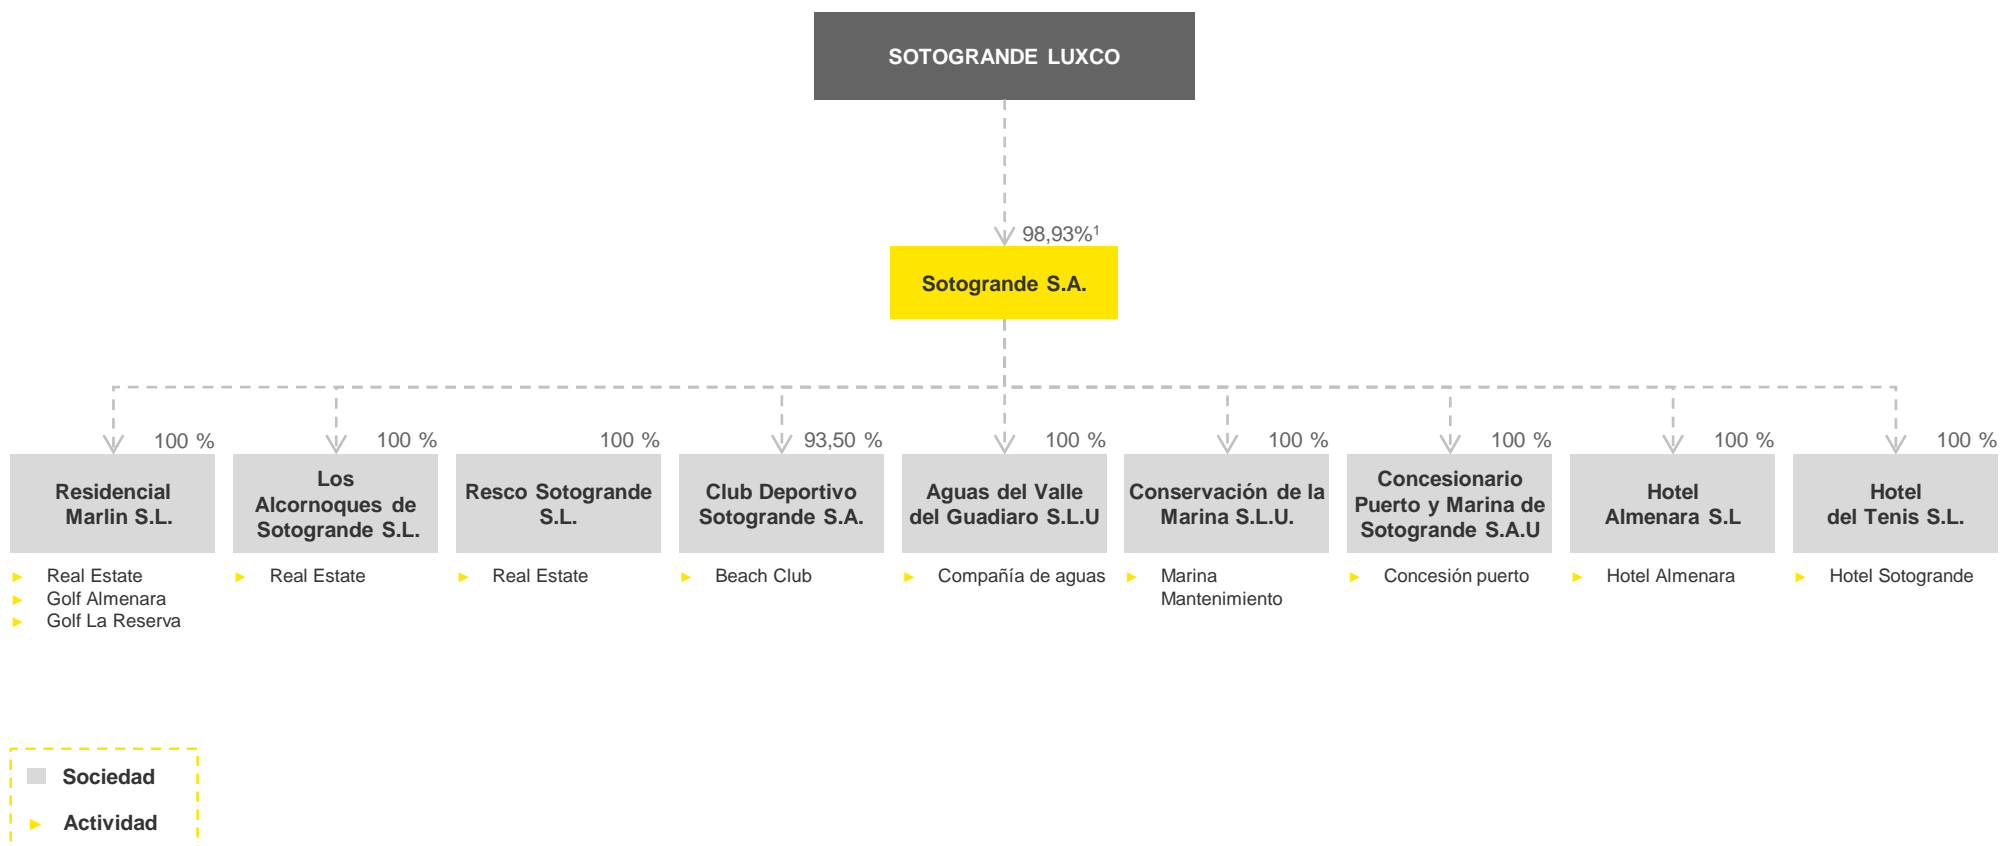 SOTOGRANDE LUXCO
98,93%¹
Sotogrande S.A.
100 %
100 %
100 %
93,50 %
100 %
100 %
100 %
100 %
100 %
Residencial
Marlin S.L.
Los
Alcornoques de
Sotogrande S.L.
Resco Sotogrande
S.L.
Club Deportivo
Sotogrande S.A.
Aguas del Valle
del Guadiaro S.L.U
Conservación de la
Marina S.L.U.
Concesionario
Puerto y Marina de
Sotogrande S.A.U
Hotel
Almenara S.L
Hotel
del Tenis S.L.
► Real Estate
► Golf Almenara
► Golf La Reserva
► Real Estate
► Real Estate
► Beach Club
► Compañía de aguas
► Marina
Mantenimiento
► Concesión puerto
► Hotel Almenara
► Hotel Sotogrande
Sociedad
► Actividad